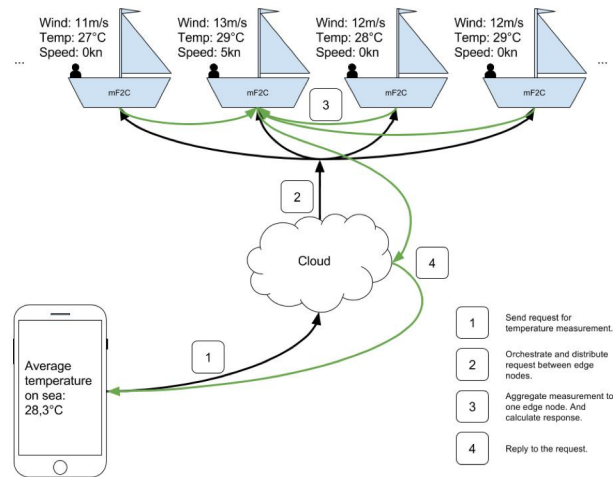 Wind: 11m/s
Temp: 27°C
Speed: 0kn
Wind: 13m/s
Temp: 29°C
Speed: 5kn
Wind: 12m/s
Temp: 28°C
Speed: 0kn
Wind: 12m/s
Temp: 29°C
Speed: 0kn
...
...
mF2C
mF2C
mF2C
mF2C
3
2
Cloud
4
1
Average
temperature
on sea:
28,3°C
1
Send request for
temperature measurement.
2
Orchestrate and distribute
request between edge
nodes.
3
Aggregate measurement to
one edge node. And
calculate response.
4
Reply to the request.